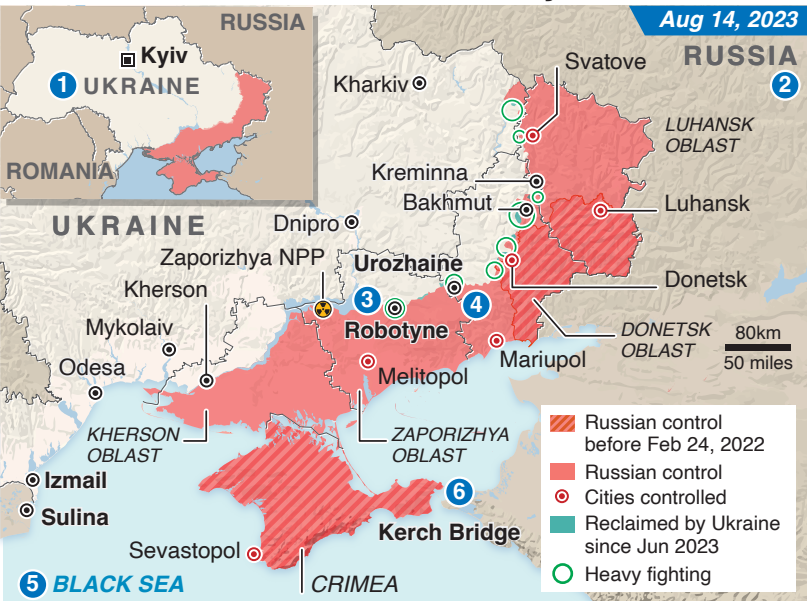 Aug 14, 2023
RUSSIA
Kyiv
1 UKRAINE
ROMANIA
RUSSIA
2
Svatove
Kharkiv
LUHANSK
OBLAST
Kreminna
Bakhmut
Luhansk
UKRAINE
Dnipro
Zaporizhya NPP
Urozhaine
Donetsk
Kherson
3
4
Robotyne
DONETSK
OBLAST
80km
50 miles
Mykolaiv
Mariupol
Odesa
Melitopol
KHERSON
OBLAST
ZAPORIZHYA
OBLAST
Russian control
before Feb 24, 2022
Russian control
Cities controlled
Reclaimed by Ukraine
since Jun 2023
Heavy fighting
Izmail
Sulina
6
Kerch Bridge
Sevastopol
5 BLACK SEA
CRIMEA